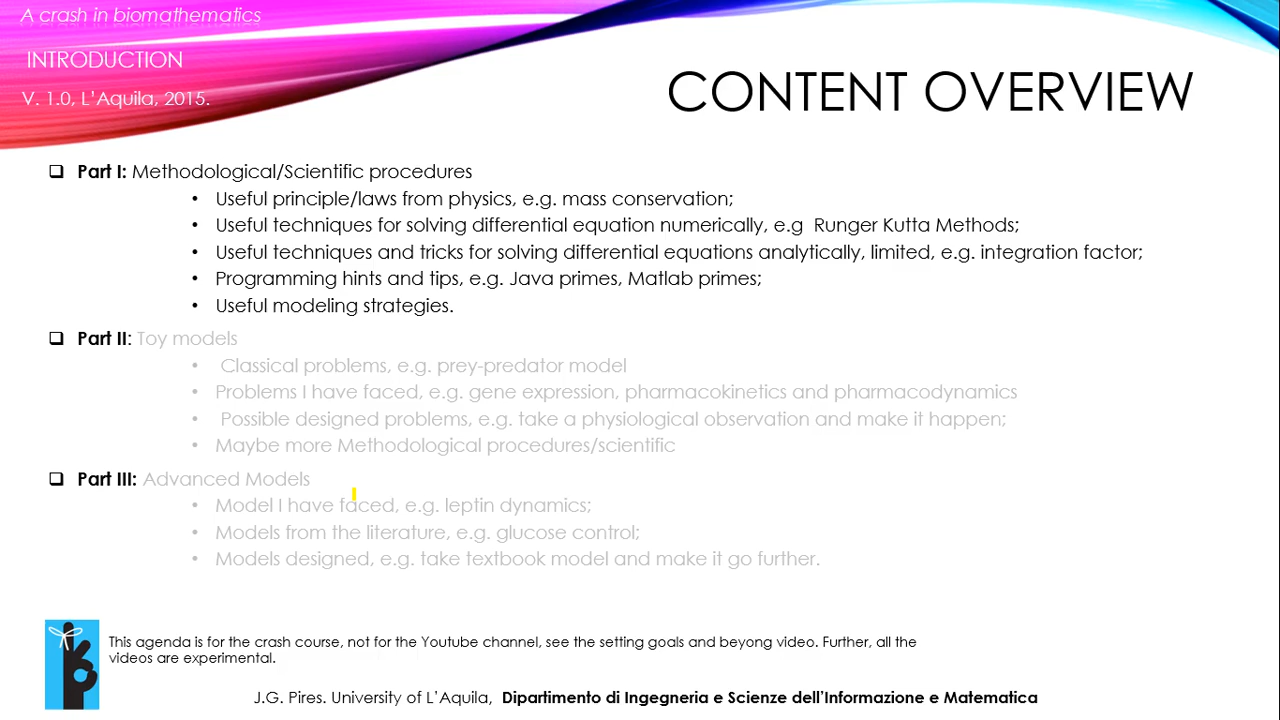 A crash in biomathematics
INTRODUCTION
V. 1.0, L'Aquila, 2015.
CONTENT OVERVIEW
Part I: Methodological/Scientific procedures
• Useful principle/laws from physics, e.g. mass conservation;
• Useful techniques for solving differential equation numerically, e.g Runger Kutta Methods;
• Useful techniques and tricks for solving differential equations analytically, limited, e.g. integration factor;
• Programming hints and tips, e.g. Java primes, Matlab primes;
• Useful modeling strategies.
Part II: Toy models
• Classical problems, e.g. prey-predator model
• Problems I have faced, e.g. gene expression, pharmacokinetics and pharmacodynamics
• Possible designed problems, e.g. take a physiological observation and make it happen;
• Maybe more Methodological procedures/scientific
Part III: Advanced Models
• Model I have faced, e.g. leptin dynamics;
• Models from the literature, e.g. glucose control;
• Models designed, e.g. take textbook model and make it go further.
This agenda is for the crash course, not for the Youtube channel, see the setting goals and beyong video. Further, all the
videos are experimental.
J.G. Pires. University of L'Aquila, Dipartimento di Ingegneria e Scienze dell'Informazione e Matematica